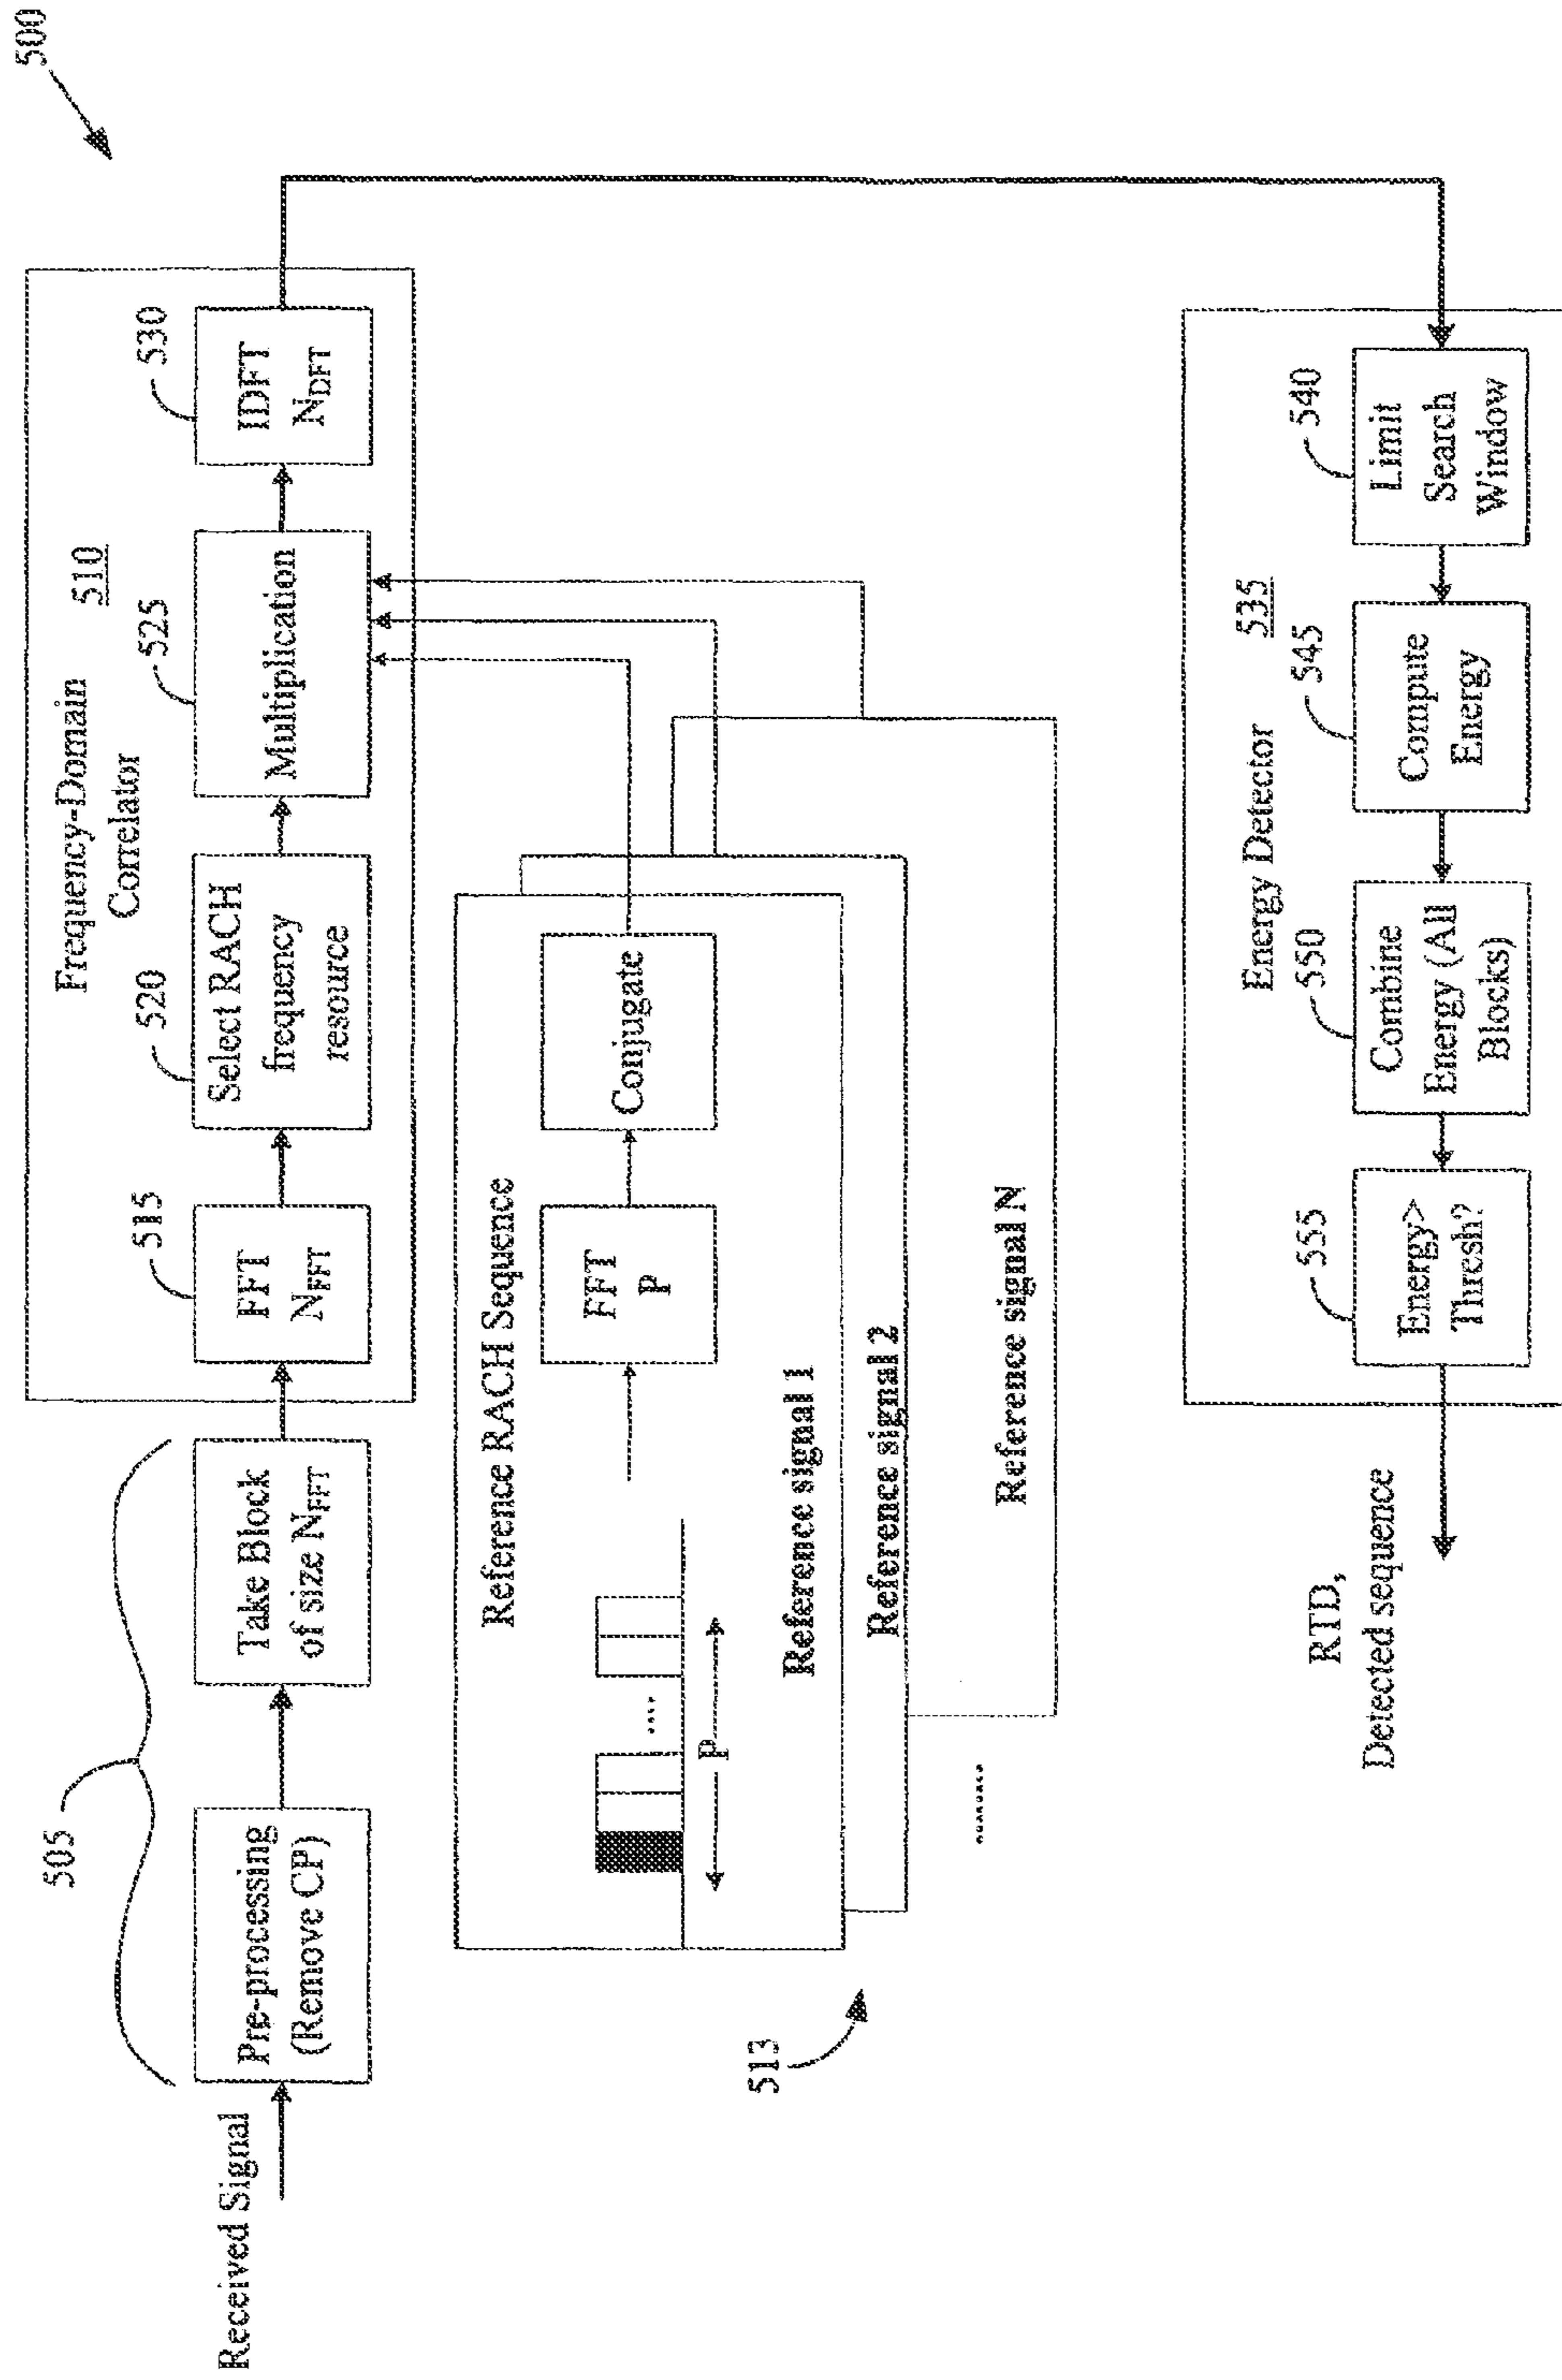 500
505
Received Signal
Pre-processing
(Remove CP)
Take Block
of size NFFT
Frequency-Domain
Correlator
510
515
FFT
NFFT
520
Select RACH
frequency
resource
525
Multiplication
530
IDFT
NDFT
513
Reference RACH Sequence
....
P
FFT
P
Conjugate
Reference signal 1
Reference signal 2
Reference signal N
........
Energy Detector
535
540
Limit
Search
Window
545
Compute
Energy
550
Combine
Energy (All
Blocks)
555
Energy>
Thresh?
RTD,
Detected sequence